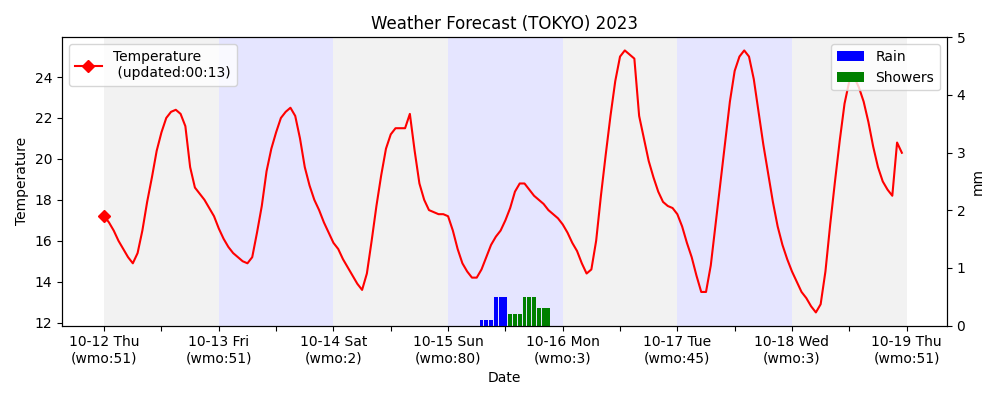 Weather Forecast (TOKYO) 2023
Temperature
(updated:00:13)
Rain
Showers
Temperature
24
22
20
18
16
14
12
5
4
3
2
1
0
mm
10-12 Thu
(wmo:51)
10-13 Fri
(wmo:51)
10-14 Sat
(wmo:2)
10-15 Sun
(wmo:80)
10-16 Mon
(wmo:3)
10-17 Tue
(wmo:45)
10-18 Wed
(wmo:3)
10-19 Thu
(wmo:51)
Date